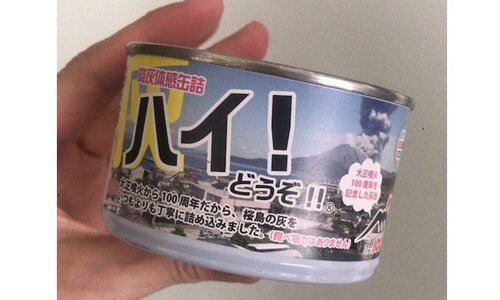 降灰体感缶詰
ハイ!
どうぞ!!。
大正噴火から100周年だから、桜島の灰を
いつもよりも丁寧に詰め込みました。(食べ物ではありません)
大正噴火
100周年を
記念した灰缶